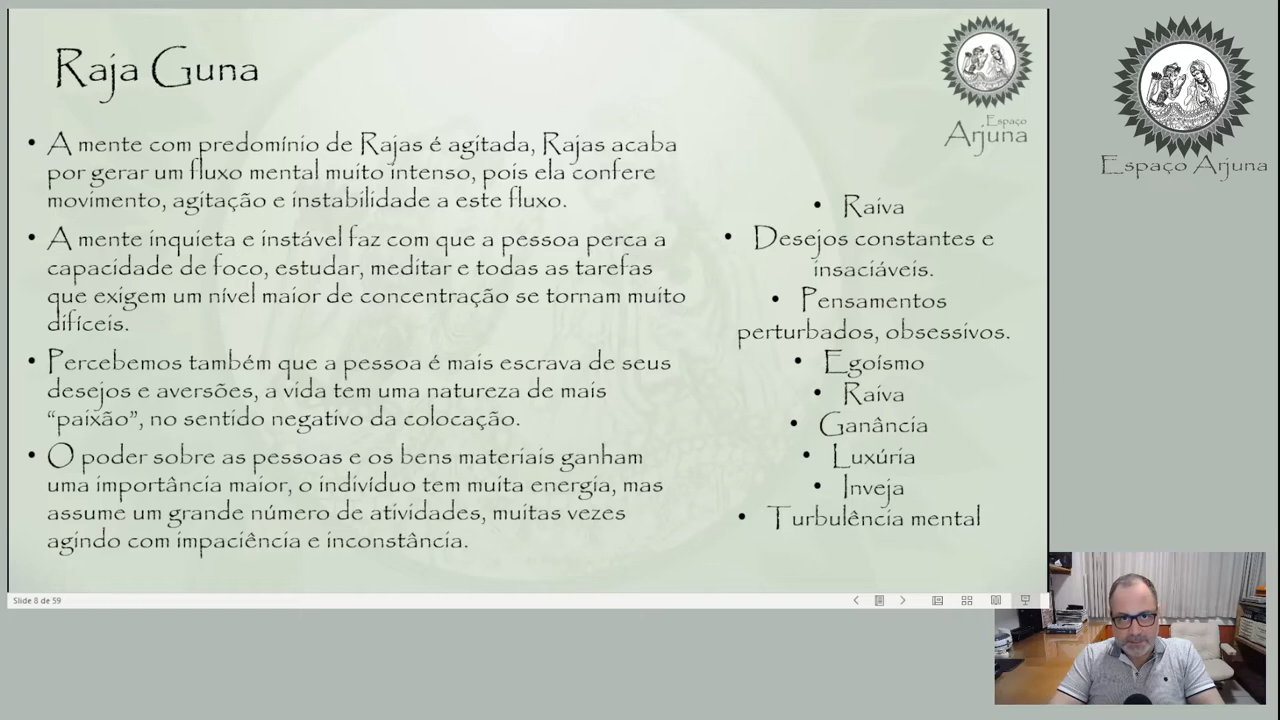 Raja Guna
• A mente com predomínio de Rajas é agitada, Rajas acaba
por gerar um fluxo mental muito intenso, pois ela confere
movimento, agitação e instabilidade a este fluxo.
• A mente inquieta e instável faz com que a pessoa perca a
capacidade de foco, estudar, meditar e todas as tarefas
que exigem um nível maior de concentração se tornam muito
difíceis.
• Percebemos também que a pessoa é mais escrava de seus
desejos e aversões, a vida tem uma natureza de mais
“paixão”, no sentido negativo da colocação.
• O poder sobre as pessoas e os bens materiais ganham
uma importância maior, o indivíduo tem muita energia, mas
assume um grande número de atividades, muitas vezes
agindo com impaciência e inconstância.
Espaço
Arjuna
• Raiva
• Desejos constantes e
insaciáveis.
• Pensamentos
perturbados, obsessivos.
• Egoísmo
• Raiva
• Ganância
• Luxúria
• Inveja
• Turbulência mental
Espaço Arjuna
Slide 8 de 59